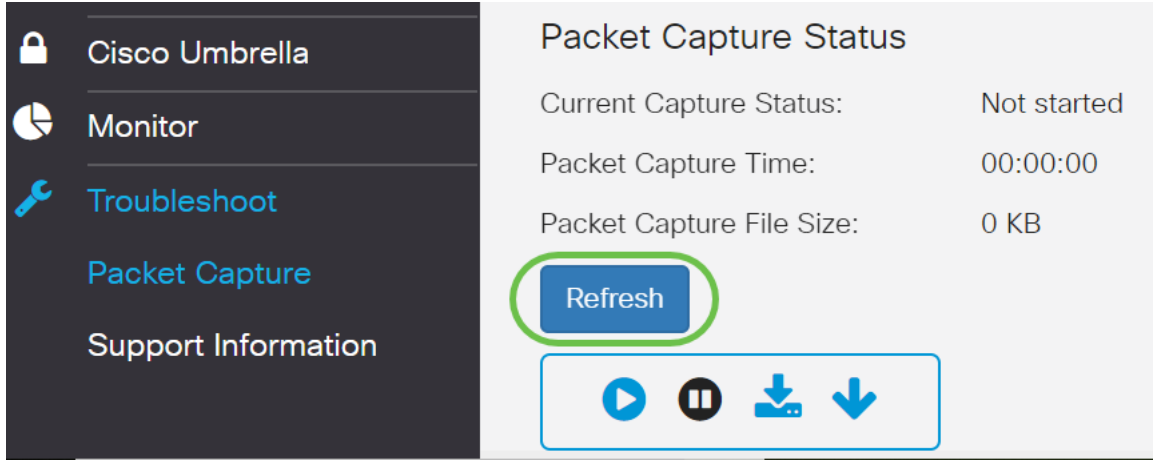 Cisco Umbrella
Monitor
Troubleshoot
Packet Capture
Support Information
Packet Capture Status
Current Capture Status: Not started
Packet Capture Time: 00:00:00
Packet Capture File Size: 0 KB
Refresh